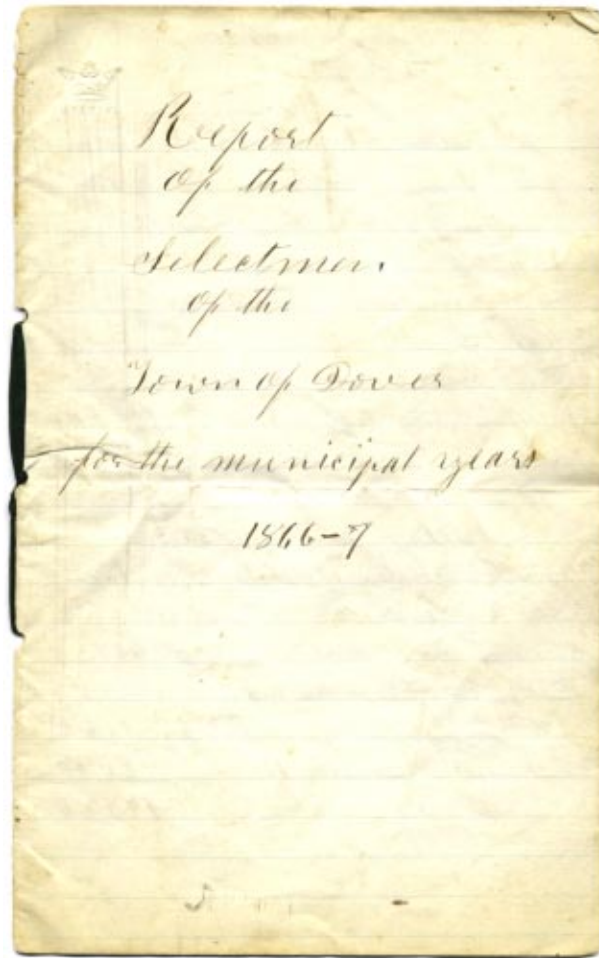 Report
of the
Selectmen
of the
Town of Dover
for the municipal years
1866-7